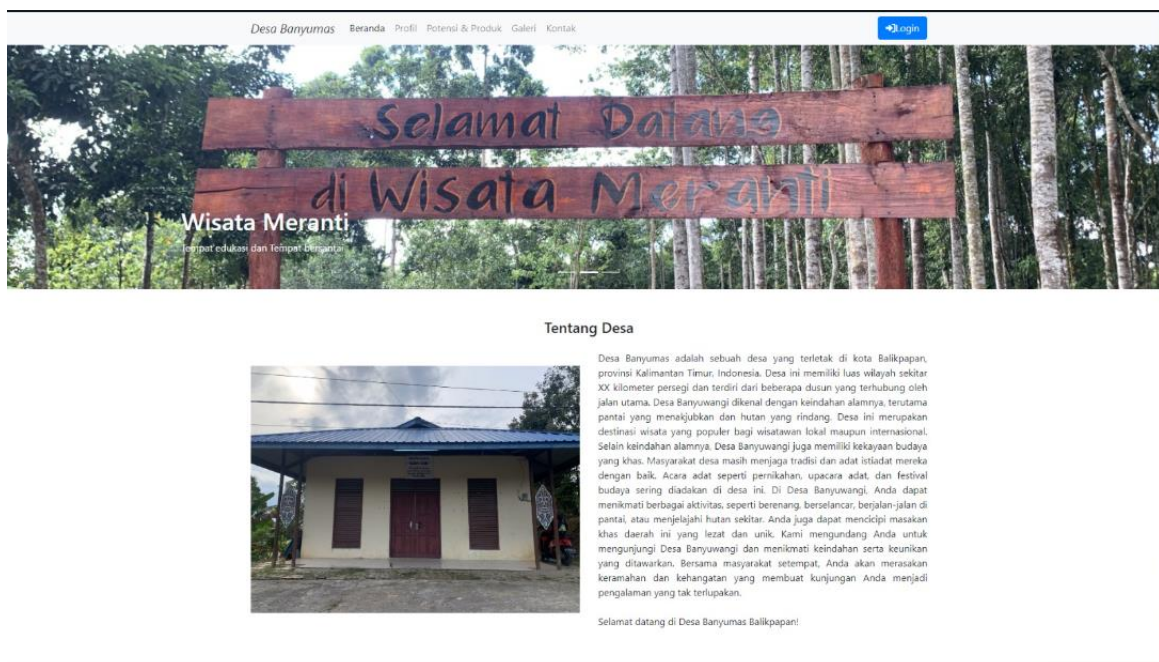 Desa Banyumas Beranda Profil Potensi & Produk Galeri Kontak Login
Selamat Datang
di Wisata Meranti
Wisata Meranti
Tempat edukasi dan Tempat bersantai
Tentang Desa
Desa Banyumas adalah sebuah desa yang terletak di kota Balikpapan,
provinsi Kalimantan Timur, Indonesia. Desa ini memiliki luas wilayah sekitar
XX kilometer persegi dan terdiri dari beberapa dusun yang terhubung oleh
jalan utama. Desa Banyuwangi dikenal dengan keindahan alamnya, terutama
pantai yang menakjubkan dan hutan yang rindang. Desa ini merupakan
destinasi wisata yang populer bagi wisatawan lokal maupun internasional.
Selain keindahan alamnya, Desa Banyuwangi juga memiliki kekayaan budaya
yang khas. Masyarakat desa masih menjaga tradisi dan adat istiadat mereka
dengan baik. Acara adat seperti pernikahan, upacara adat, dan festival
budaya sering diadakan di desa ini. Di Desa Banyuwangi, Anda dapat
menikmati berbagai aktivitas, seperti berenang, berselancar, berjalan-jalan di
pantai, atau menjelajahi hutan sekitar. Anda juga dapat mencicipi masakan
khas daerah ini yang lezat dan unik. Kami mengundang Anda untuk
mengunjungi Desa Banyuwangi dan menikmati keindahan serta keunikan
yang ditawarkan. Bersama masyarakat setempat, Anda akan merasakan
keramahan dan kehangatan yang membuat kunjungan Anda menjadi
pengalaman yang tak terlupakan.
Selamat datang di Desa Banyumas Balikpapan!